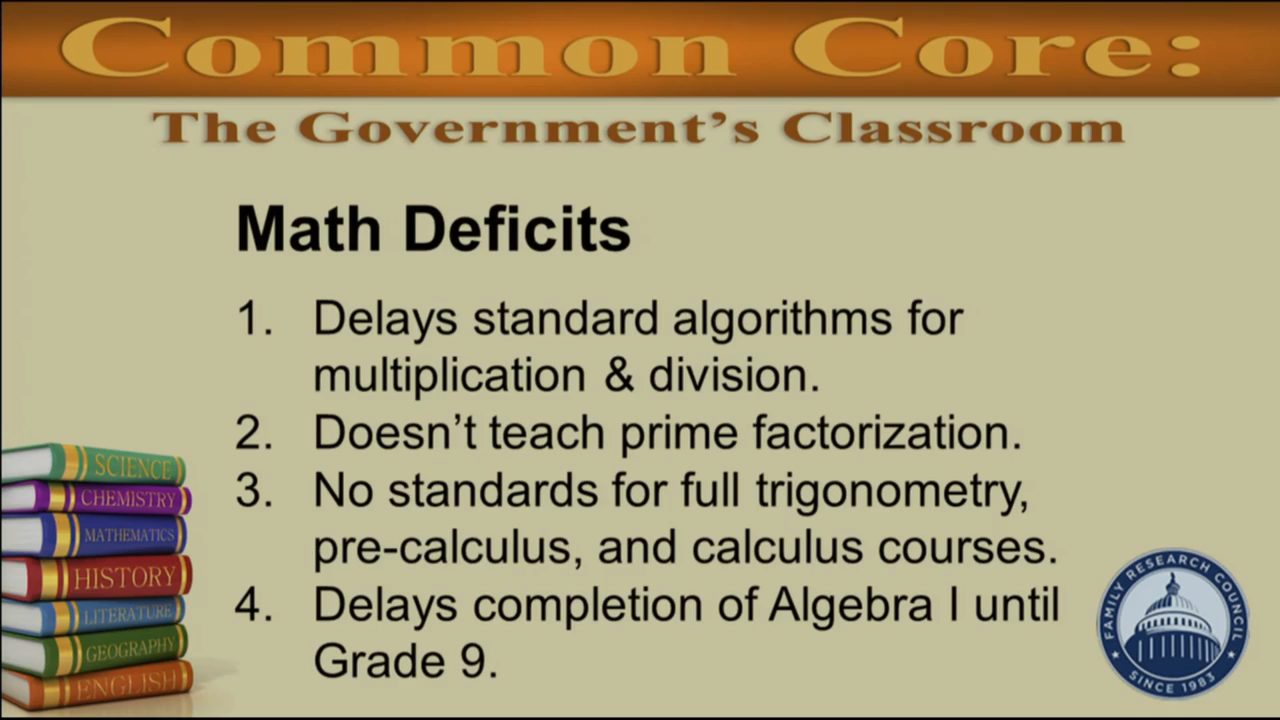 Common Core:
The Government's Classroom
Math Deficits
1. Delays standard algorithms for
multiplication & division.
2. Doesn't teach prime factorization.
3. No standards for full trigonometry,
pre-calculus, and calculus courses.
4. Delays completion of Algebra I until
Grade 9.
SCIENCE
CHEMISTRY
MATHEMATICS
HISTORY
LITERATURE
GEOGRAPHY
ENGLISH
FAMILY RESEARCH COUNCIL
SINCE 1983